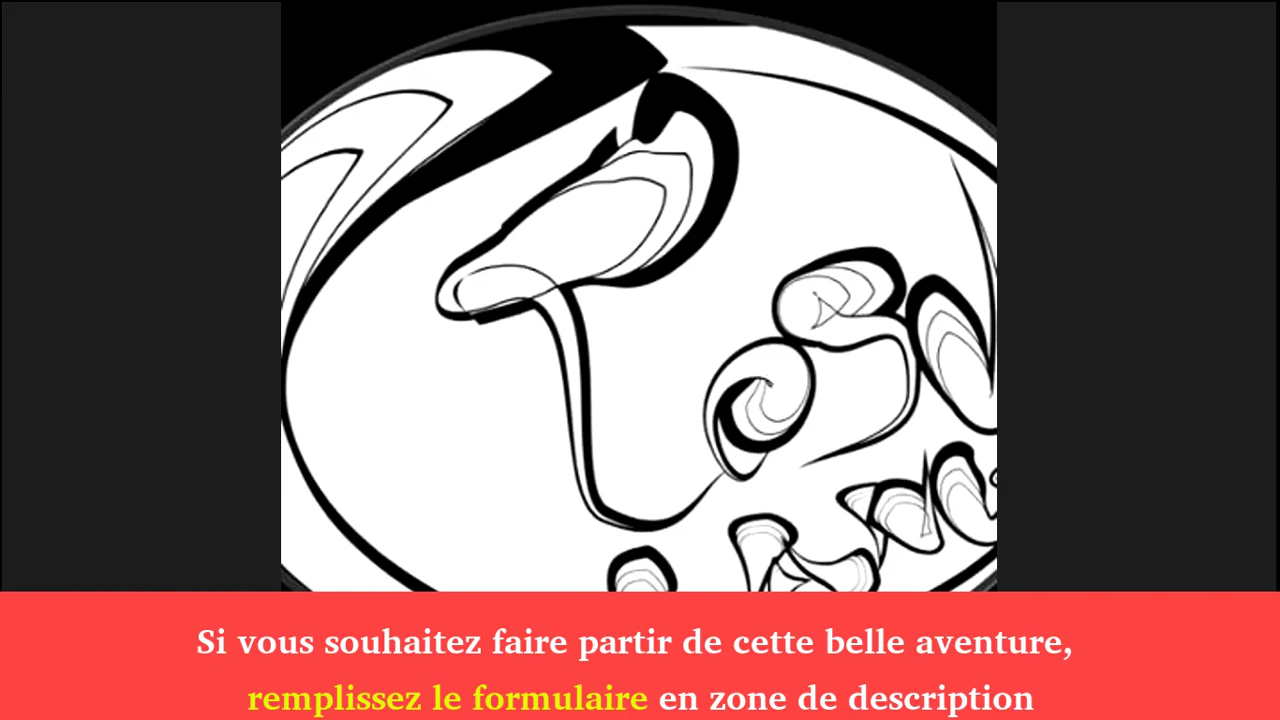 Si vous souhaitez faire partir de cette belle aventure,
remplissez le formulaire en zone de description